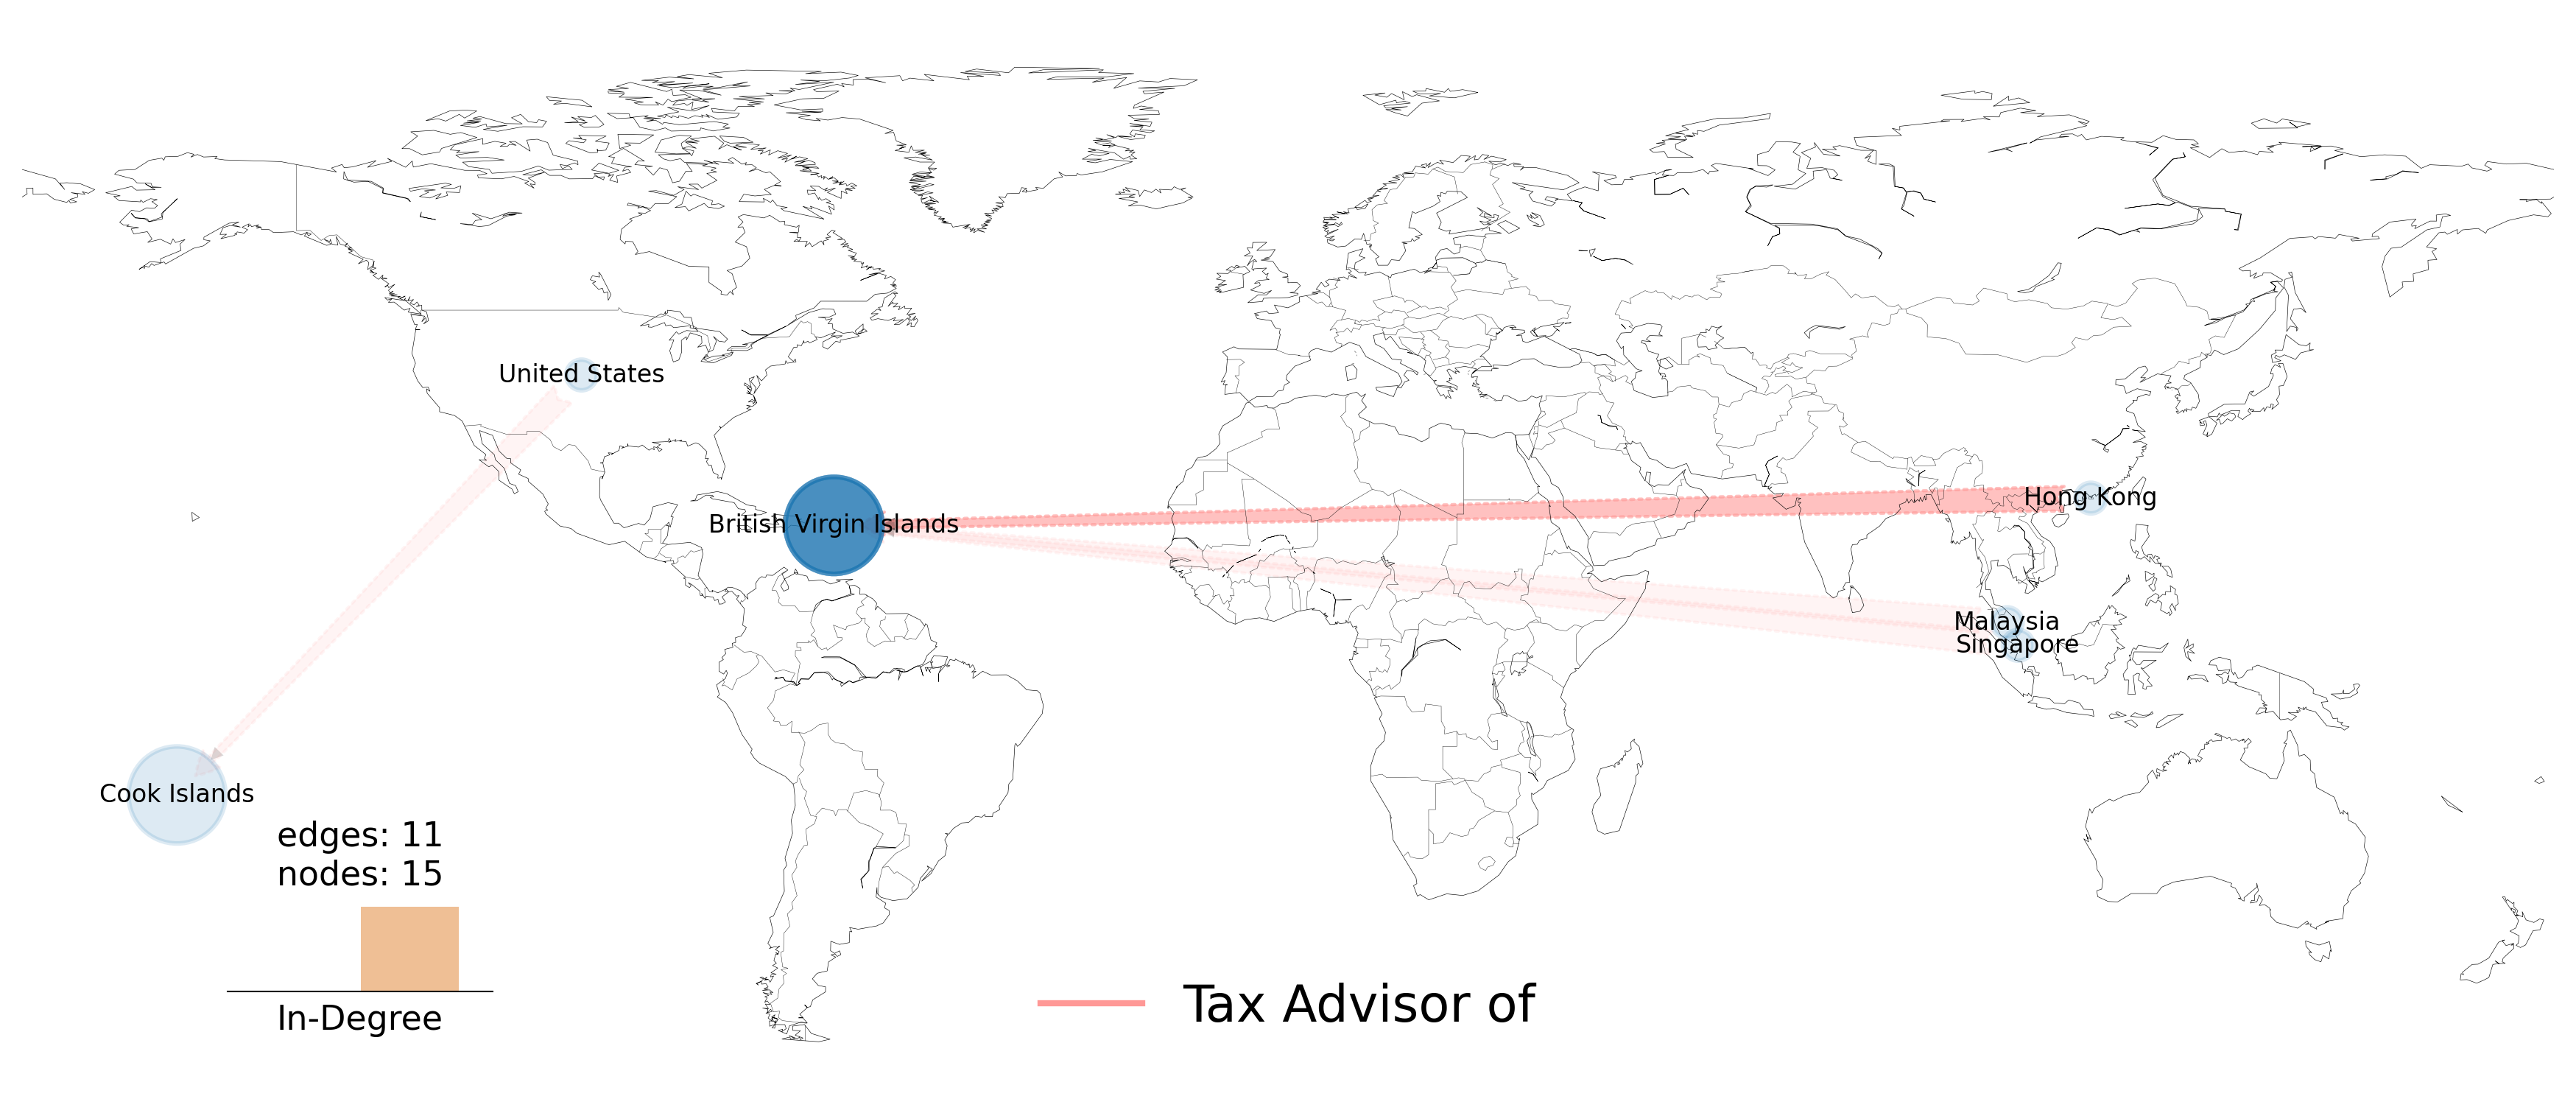 United States
Hong Kong
British Virgin Islands
Malaysia
Singapore
Cook Islands
edges: 11
nodes: 15
In-Degree
Tax Advisor of